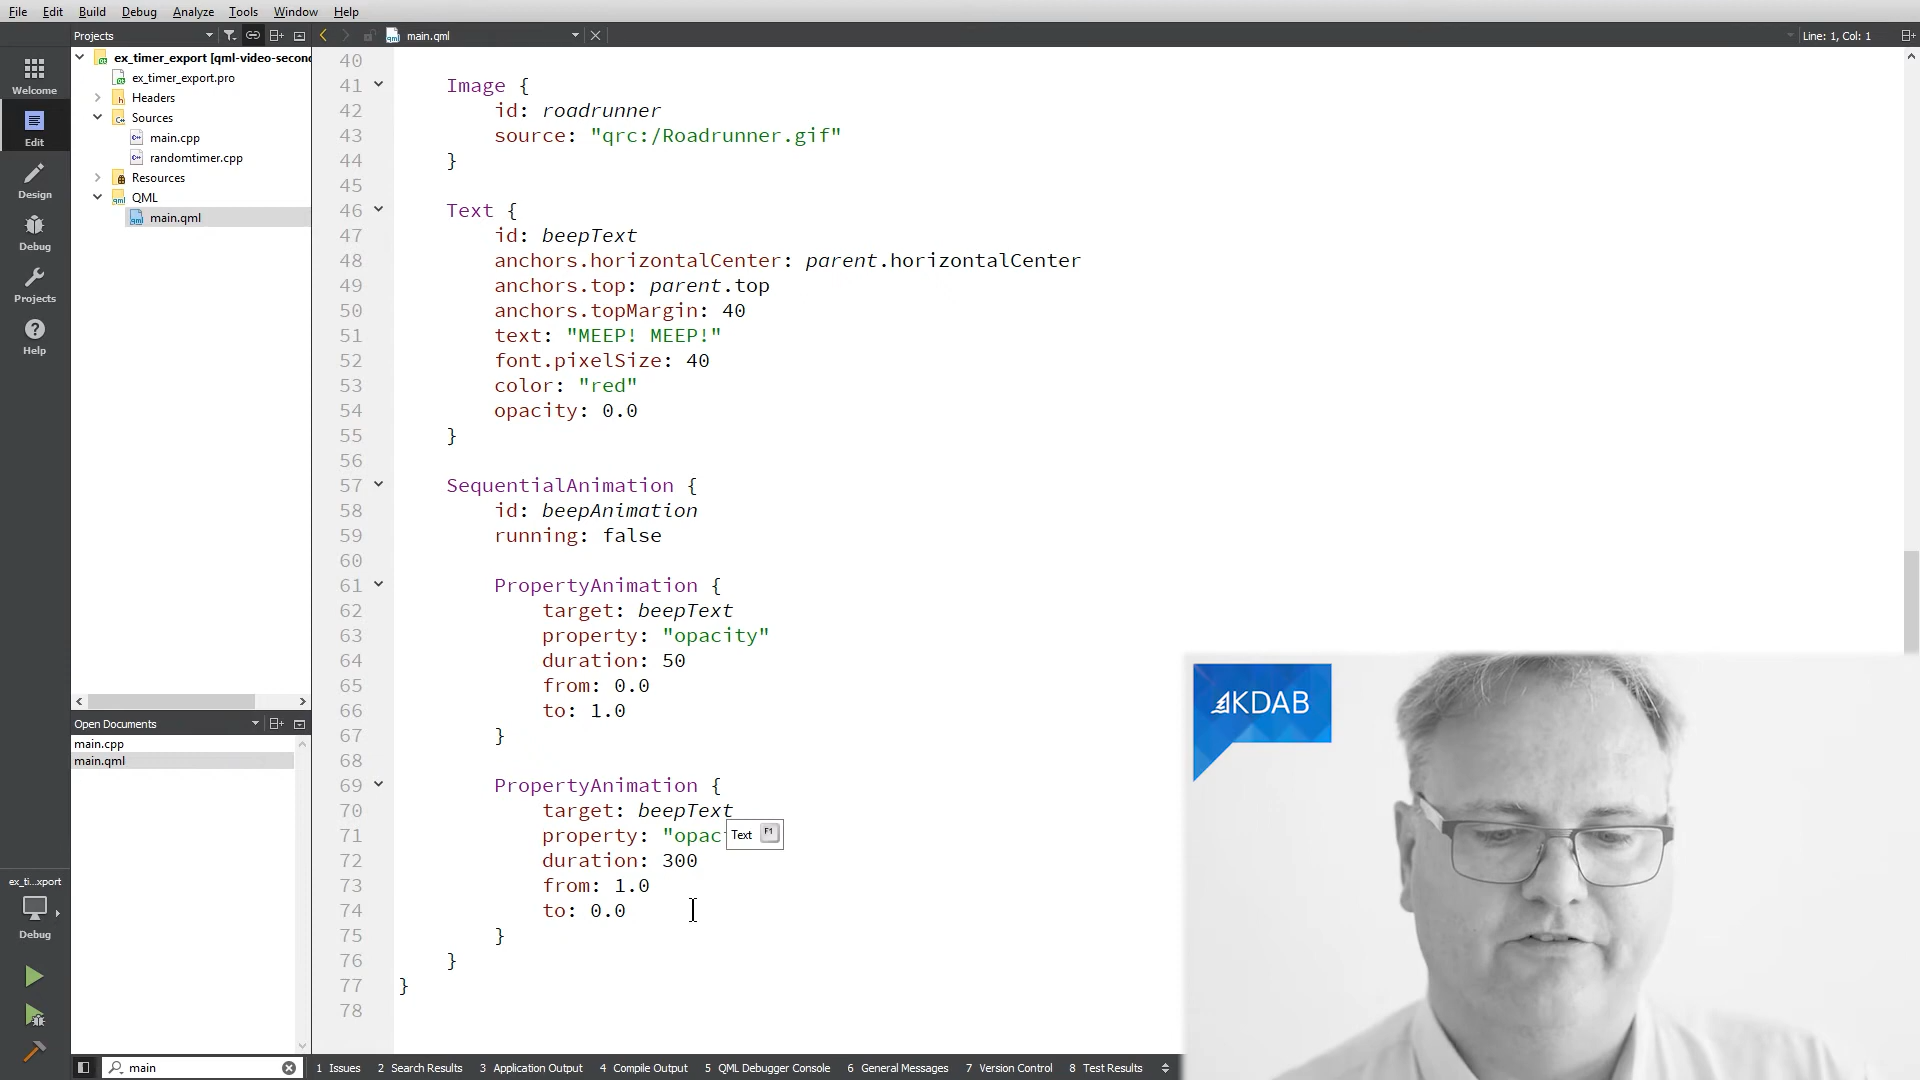 File Edit Build Debug Analyze Tools Window Help
Projects
main.qml
Line: 1, Col: 1
Welcome
Edit
Design
Debug
Projects
Help
ex_timer_export [qml-video-second
ex_timer_export.pro
Headers
Sources
main.cpp
randomtimer.cpp
Resources
QML
main.qml
Open Documents
main.cpp
main.qml
40
41 Image {
42 id: roadrunner
43 source: "qrc:/Roadrunner.gif"
44 }
45
46 Text {
47 id: beepText
48 anchors.horizontalCenter: parent.horizontalCenter
49 anchors.top: parent.top
50 anchors.topMargin: 40
51 text: "MEEP! MEEP!"
52 font.pixelSize: 40
53 color: "red"
54 opacity: 0.0
55 }
56
57 SequentialAnimation {
58 id: beepAnimation
59 running: false
60
61 PropertyAnimation {
62 target: beepText
63 property: "opacity"
64 duration: 50
65 from: 0.0
66 to: 1.0
67 }
68
69 PropertyAnimation {
70 target: beepText
71 property: "opac
Text F1
72 duration: 300
73 from: 1.0
74 to: 0.0
75 }
76 }
77 }
78
KDAB
ex_ti...xport
Debug
main
1 Issues 2 Search Results 3 Application Output 4 Compile Output 5 QML Debugger Console 6 General Messages 7 Version Control 8 Test Results